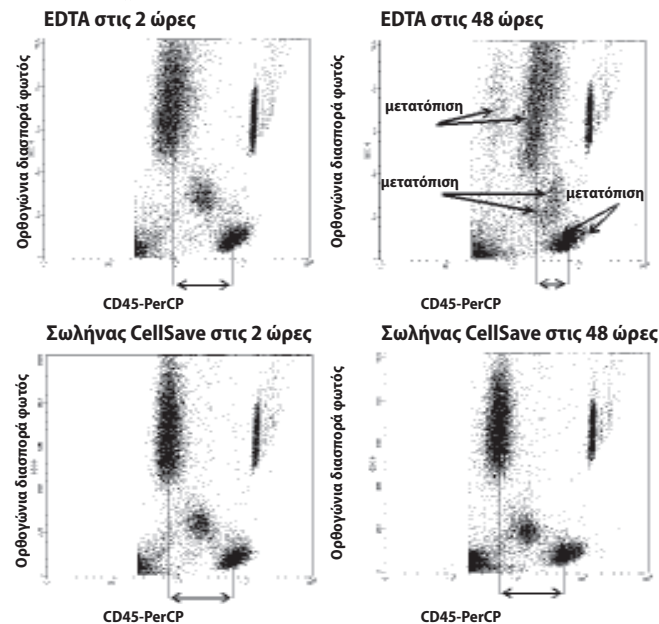 EDTA στις 2 ώρες
EDTA στις 48 ώρες
Ορθογώνια διασπορά φωτός
Ορθογώνια διασπορά φωτός
μετατόπιση
μετατόπιση
μετατόπιση
CD45-PerCP
CD45-PerCP
Σωλήνας CellSave στις 2 ώρες
Σωλήνας CellSave στις 48 ώρες
Ορθογώνια διασπορά φωτός
Ορθογώνια διασπορά φωτός
CD45-PerCP
CD45-PerCP